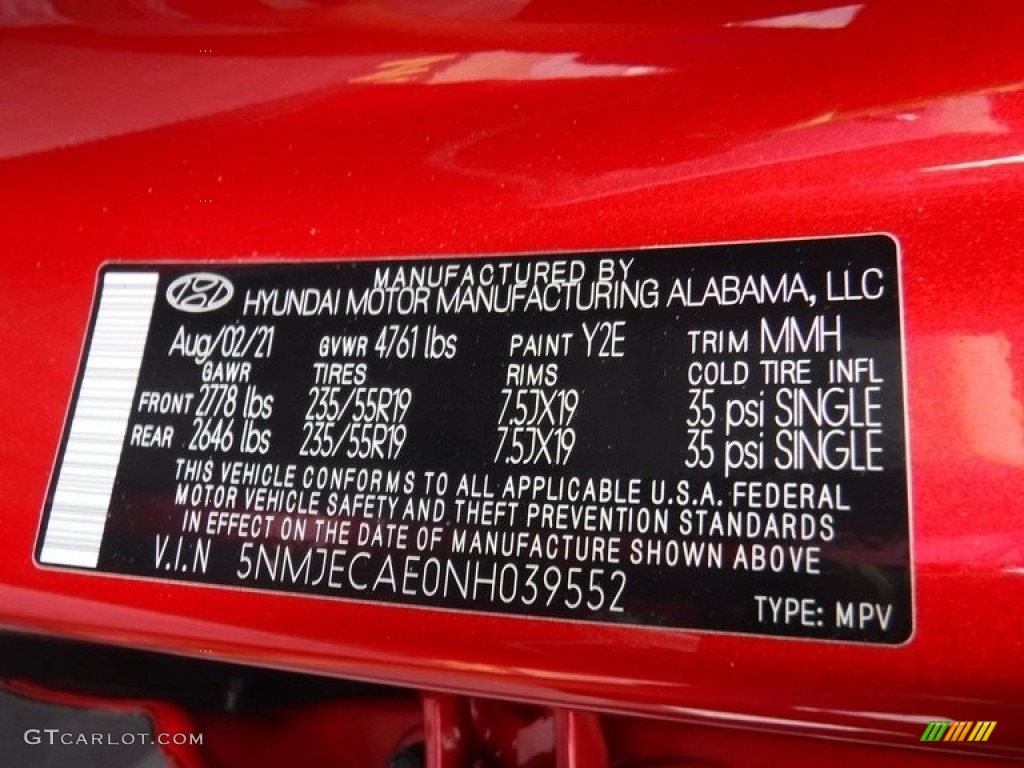 MANUFACTURED BY
HYUNDAI MOTOR MANUFACTURING ALABAMA, LLC
Aug/02/21 GVWR 4761 lbs PAINT Y2E TRIM MMH
GAWR TIRES RIMS COLD TIRE INFL
FRONT 2778 lbs 235/55R19 7.5JX19 35 psi SINGLE
REAR 2646 lbs 235/55R19 7.5JX19 35 psi SINGLE
THIS VEHICLE CONFORMS TO ALL APPLICABLE U.S.A. FEDERAL
MOTOR VEHICLE SAFETY AND THEFT PREVENTION STANDARDS
IN EFFECT ON THE DATE OF MANUFACTURE SHOWN ABOVE
V.I.N 5NMJECAE0NH039552
TYPE: MPV
GTCARLOT.COM